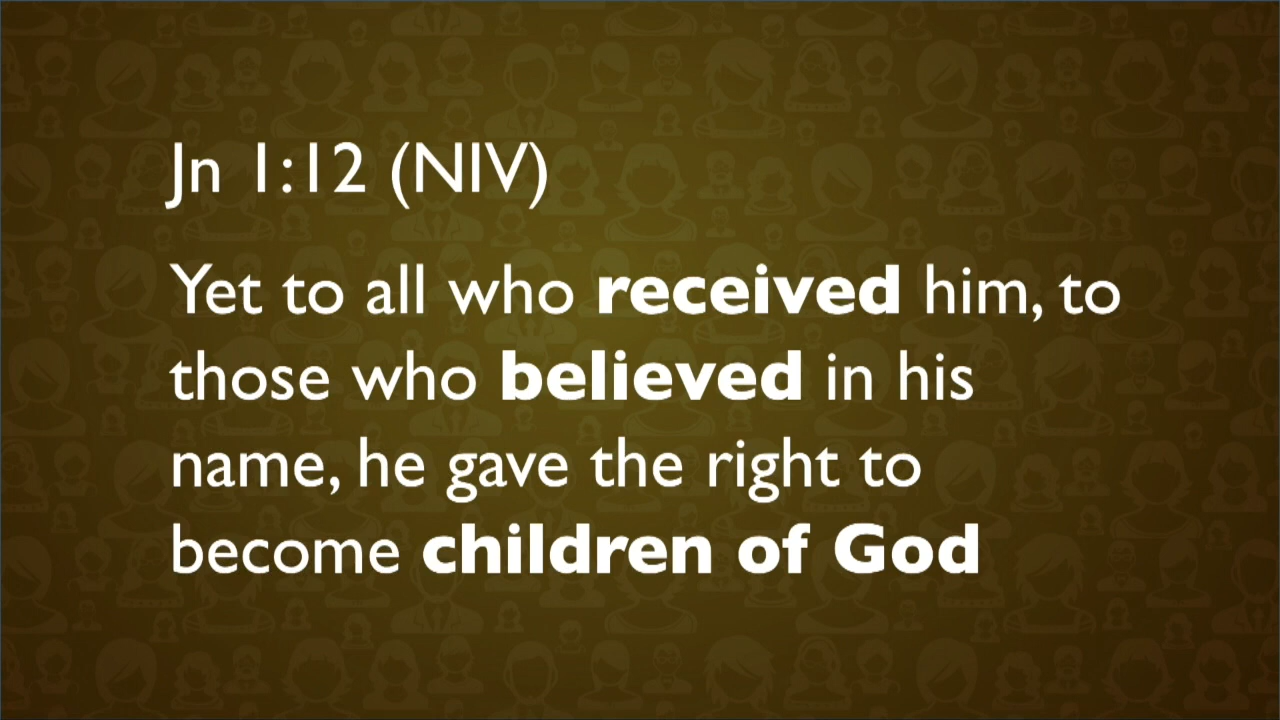 Jn 1:12 (NIV)
Yet to all who received him, to
those who believed in his
name, he gave the right to
become children of God